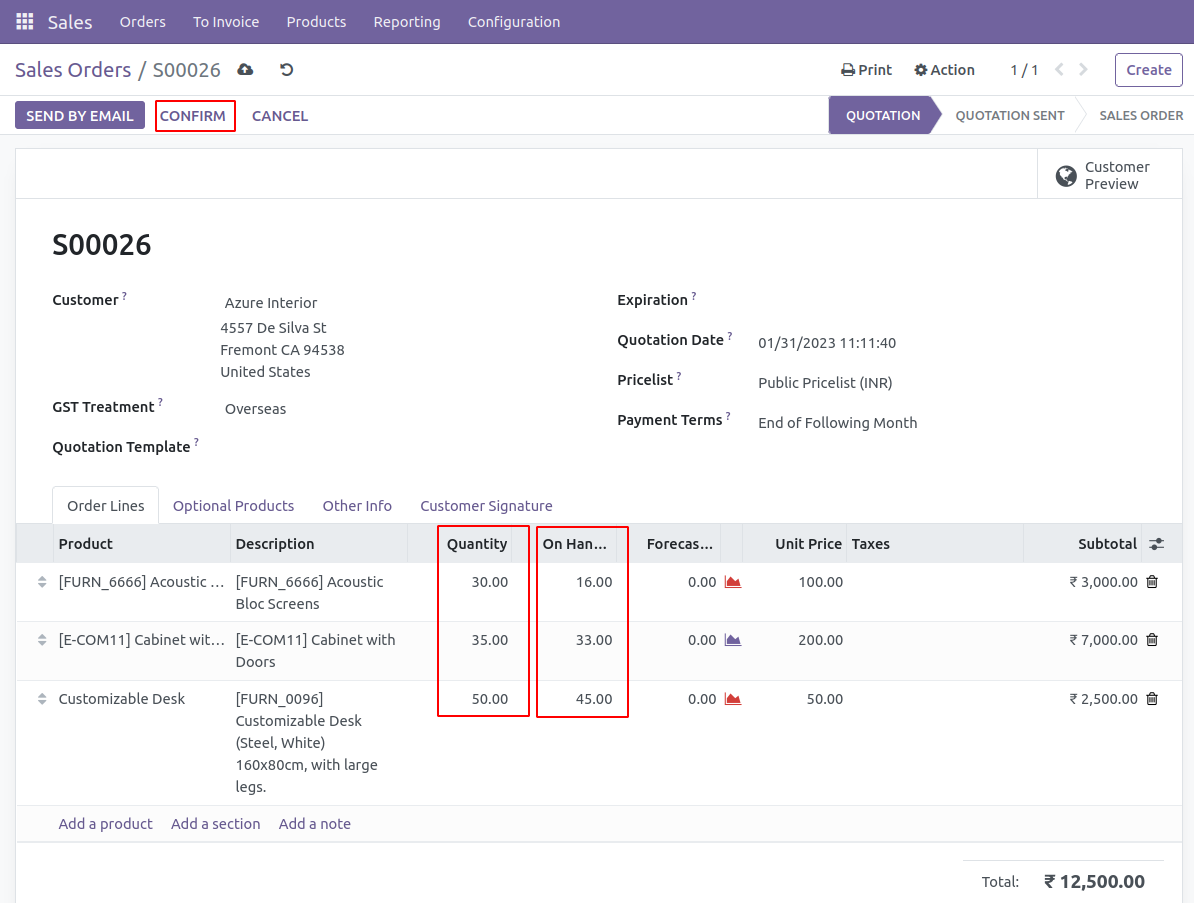 Sales Orders To Invoice Products Reporting Configuration
Sales Orders / S00026 Print Action 1 / 1 Create
SEND BY EMAIL CONFIRM CANCEL QUOTATION QUOTATION SENT SALES ORDER
Customer
Preview
S00026
Customer ? Azure Interior
4557 De Silva St
Fremont CA 94538
United States
GST Treatment ? Overseas
Quotation Template ?
Expiration ?
Quotation Date ? 01/31/2023 11:11:40
Pricelist ? Public Pricelist (INR)
Payment Terms ? End of Following Month
Order Lines Optional Products Other Info Customer Signature
Product Description Quantity On Han... Forecas... Unit Price Taxes Subtotal
[FURN_6666] Acoustic ... [FURN_6666] Acoustic 30.00 16.00 0.00 100.00 ₹ 3,000.00
Bloc Screens
[E-COM11] Cabinet wit... [E-COM11] Cabinet with 35.00 33.00 0.00 200.00 ₹ 7,000.00
Doors
Customizable Desk [FURN_0096] 50.00 45.00 0.00 50.00 ₹ 2,500.00
Customizable Desk
(Steel, White)
160x80cm, with large
legs.
Add a product Add a section Add a note
Total: ₹ 12,500.00